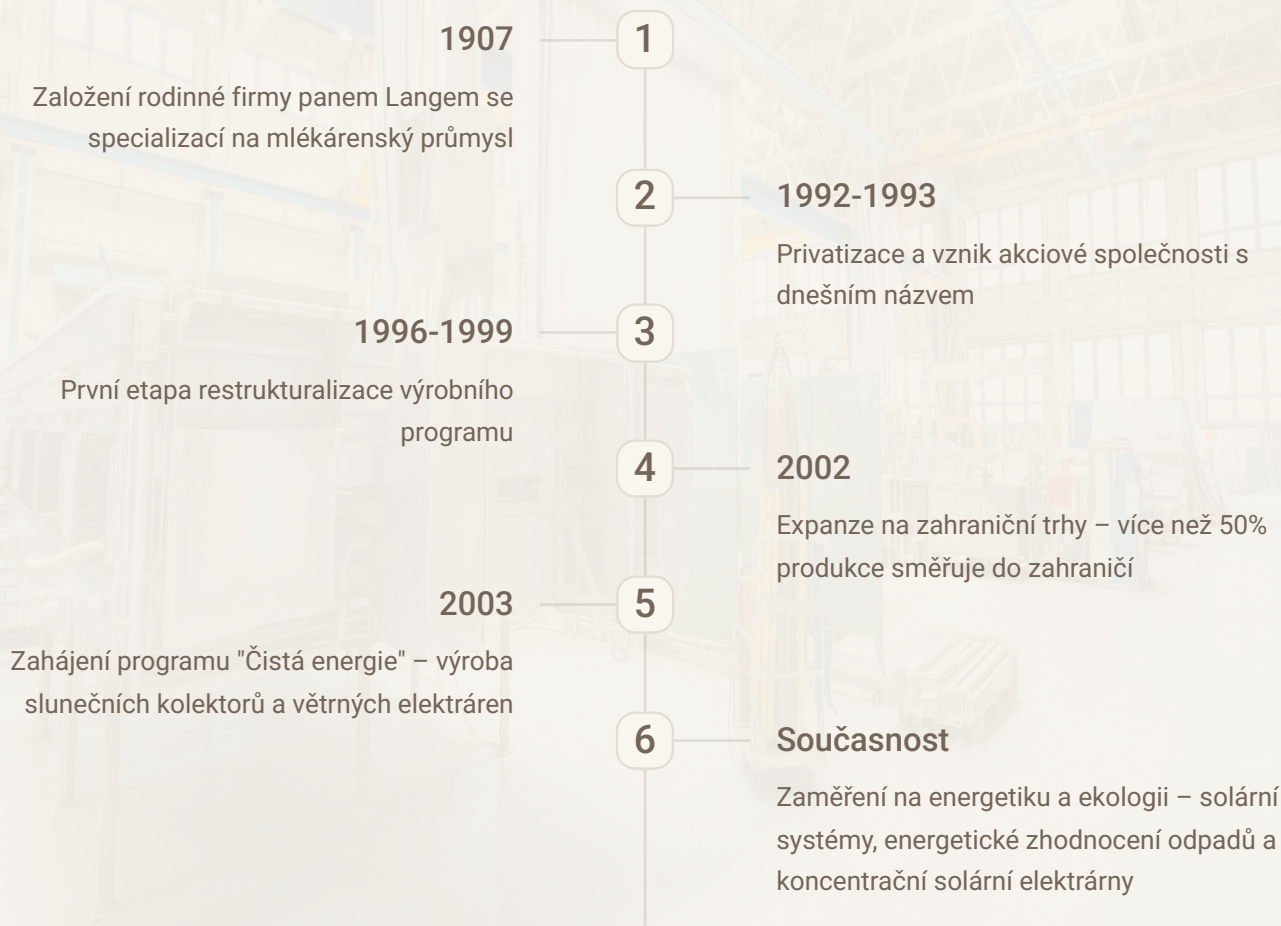 1907
1
Založení rodinné firmy panem Langem se
specializací na mlékárenský průmysl
2
1992-1993
Privatizace a vznik akciové společnosti s
dnešním názvem
1996-1999
3
První etapa restrukturalizace výrobního
programu
4
2002
Expanze na zahraniční trhy – více než 50%
produkce směřuje do zahraničí
2003
5
Zahájení programu "Čistá energie" – výroba
slunečních kolektorů a větrných elektráren
6
Současnost
Zaměření na energetiku a ekologii – solární
systémy, energetické zhodnocení odpadů a
koncentrační solární elektrárny